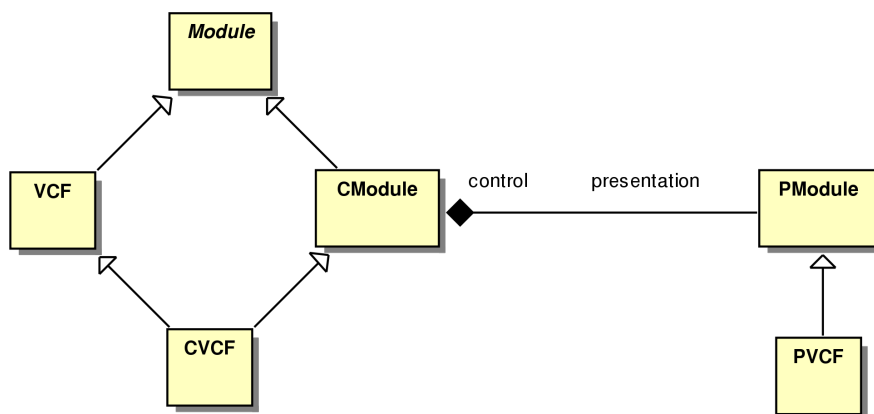 Module
VCF
CModule
control
presentation
PModule
CVCF
PVCF